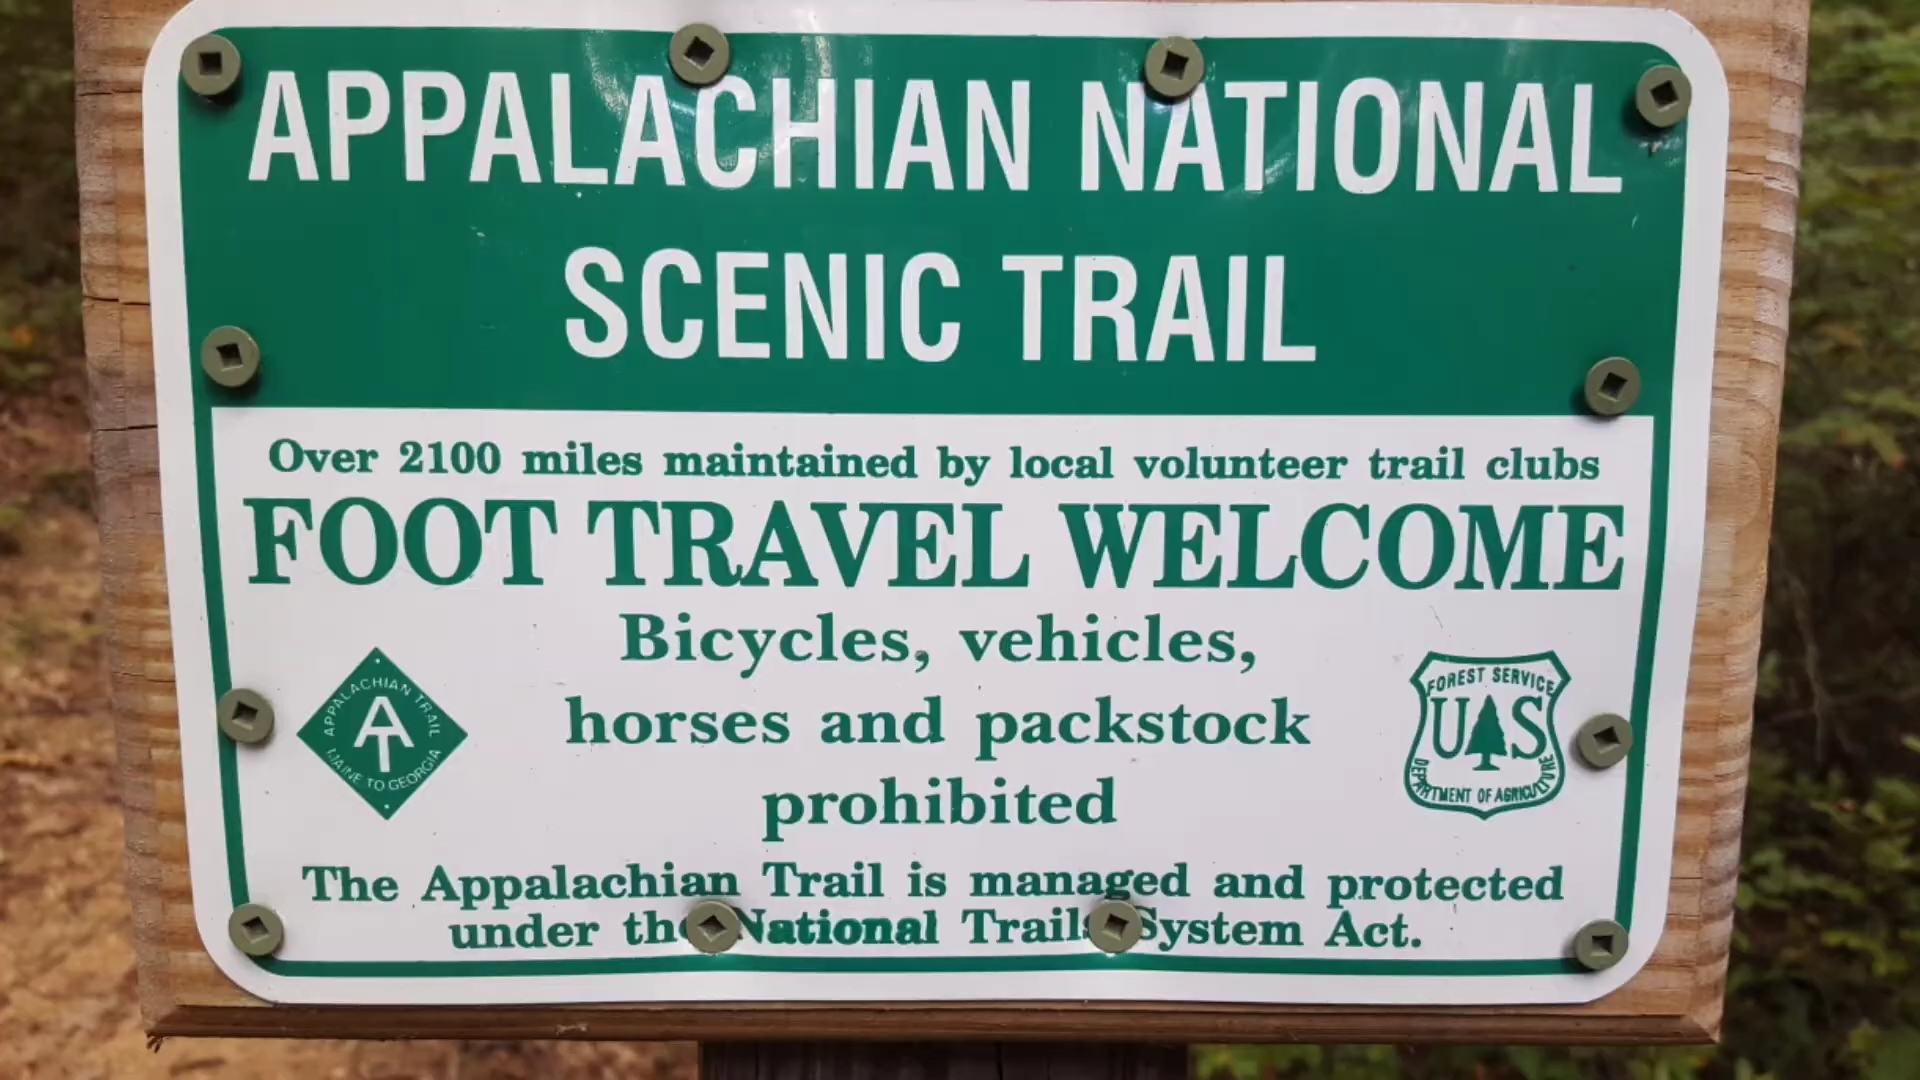 APPALACHIAN NATIONAL
SCENIC TRAIL
Over 2100 miles maintained by local volunteer trail clubs
FOOT TRAVEL WELCOME
Bicycles, vehicles,
horses and packstock
prohibited
APPALACHIAN TRAIL
AT
MAINE TO GEORGIA
FOREST SERVICE
UAS
DEPARTMENT OF AGRICULTURE
The Appalachian Trail is managed and protected
under the National Trails System Act.